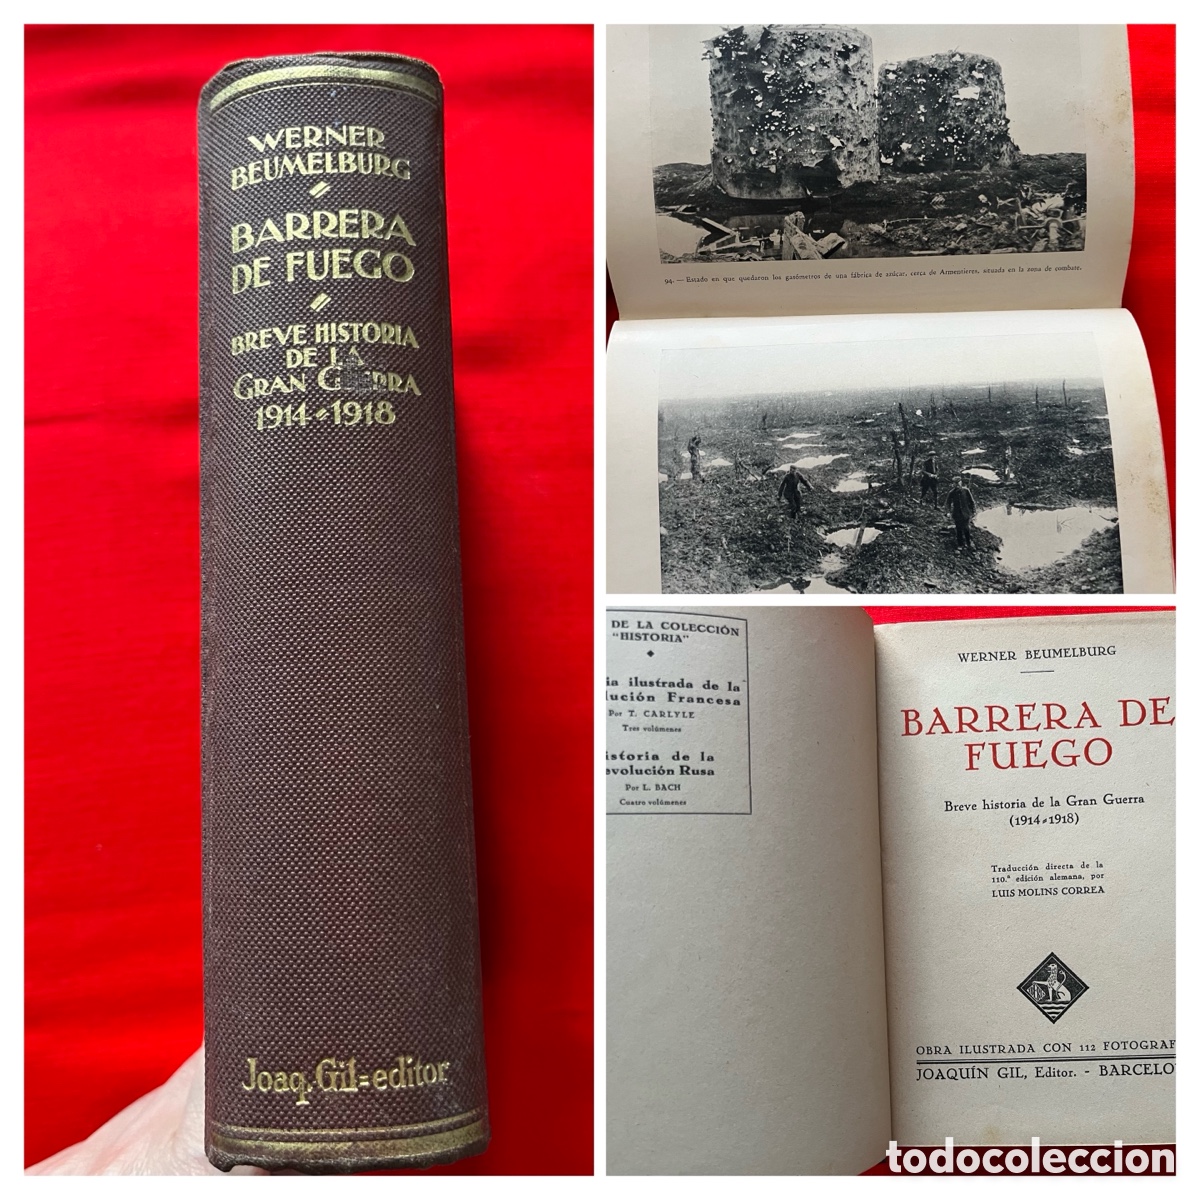 WERNER
BEUMELBURG
BARRERA
DE FUEGO
BREVE HISTORIA
DE LA
GRAN GUERRA
1914-1918
Joaq. Gil=editor
94. — Estado en que quedaron los gasómetros de una fábrica de azúcar, cerca de Armentieres, situada en la zona de combate.
DE LA COLECCIÓN
"HISTORIA"
ia ilustrada de la
lución Francesa
Por T. CARLYLE
Tres volúmenes
istoria de la
evolución Rusa
Por L. BACH
Cuatro volúmenes
WERNER BEUMELBURG
BARRERA DE
FUEGO
Breve historia de la Gran Guerra
(1914-1918)
Traducción directa de la
110.ª edición alemana, por
LUIS MOLINS CORREA
OBRA ILUSTRADA CON 112 FOTOGRAF
JOAQUÍN GIL, Editor. - BARCELO
todocoleccion